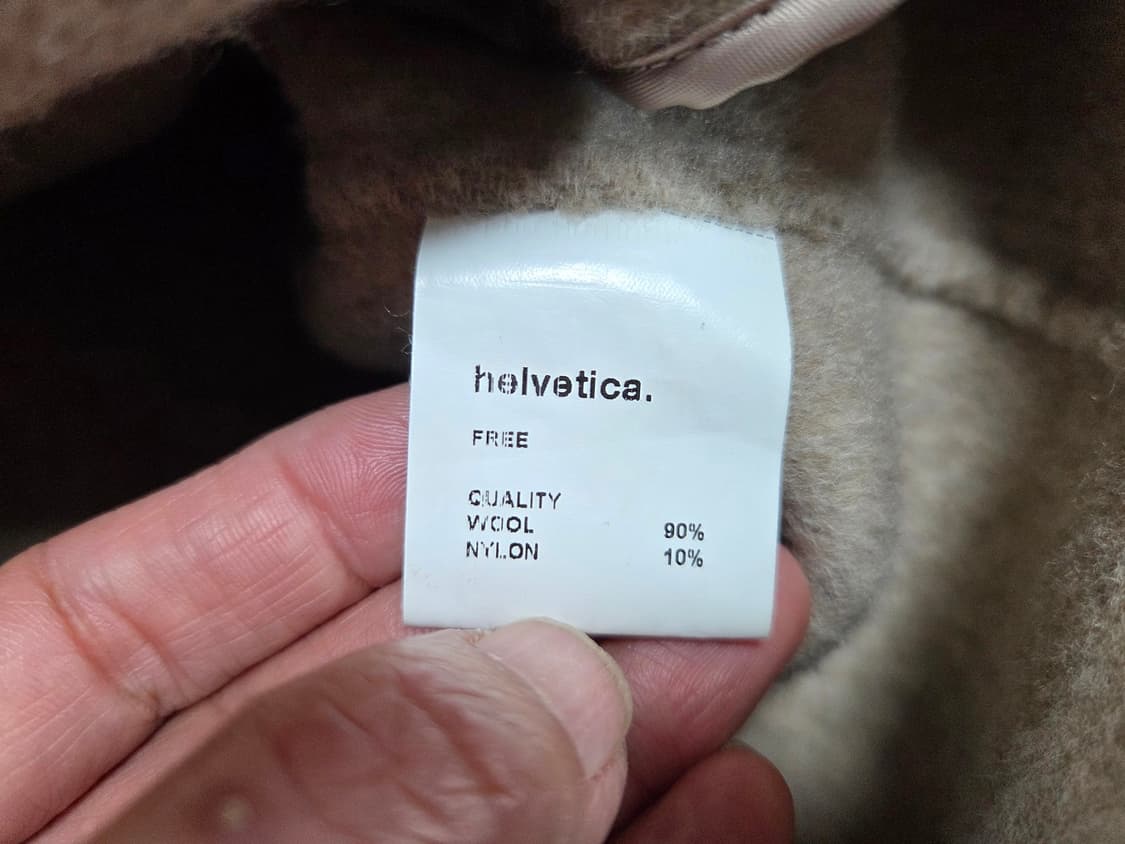 helvetica.
FREE
QUALITY
WOOL 90%
NYLON 10%